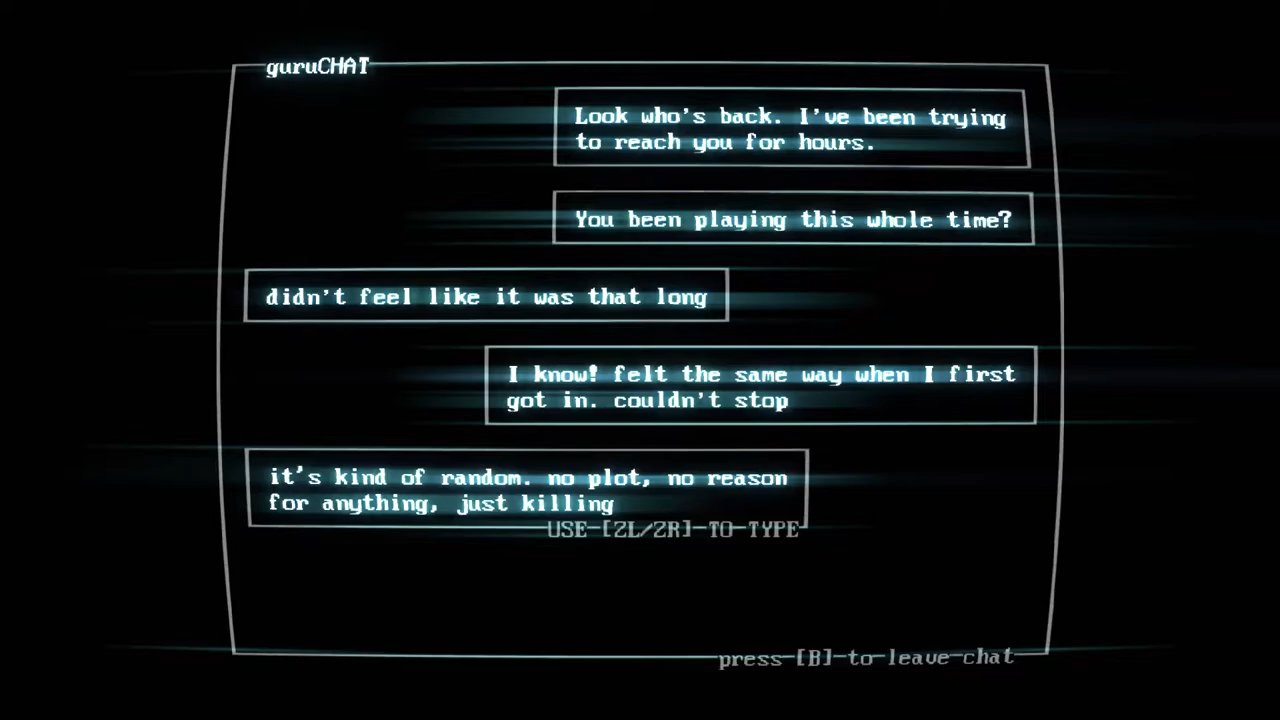 guruCHAT
Look who's back. I've been trying
to reach you for hours.
You been playing this whole time?
didn't feel like it was that long
I know! felt the same way when I first
got in. couldn't stop
it's kind of random. no plot, no reason
for anything, just killing
USE-[ZL/ZR]-TO-TYPE
press-[B]-to-leave-chat